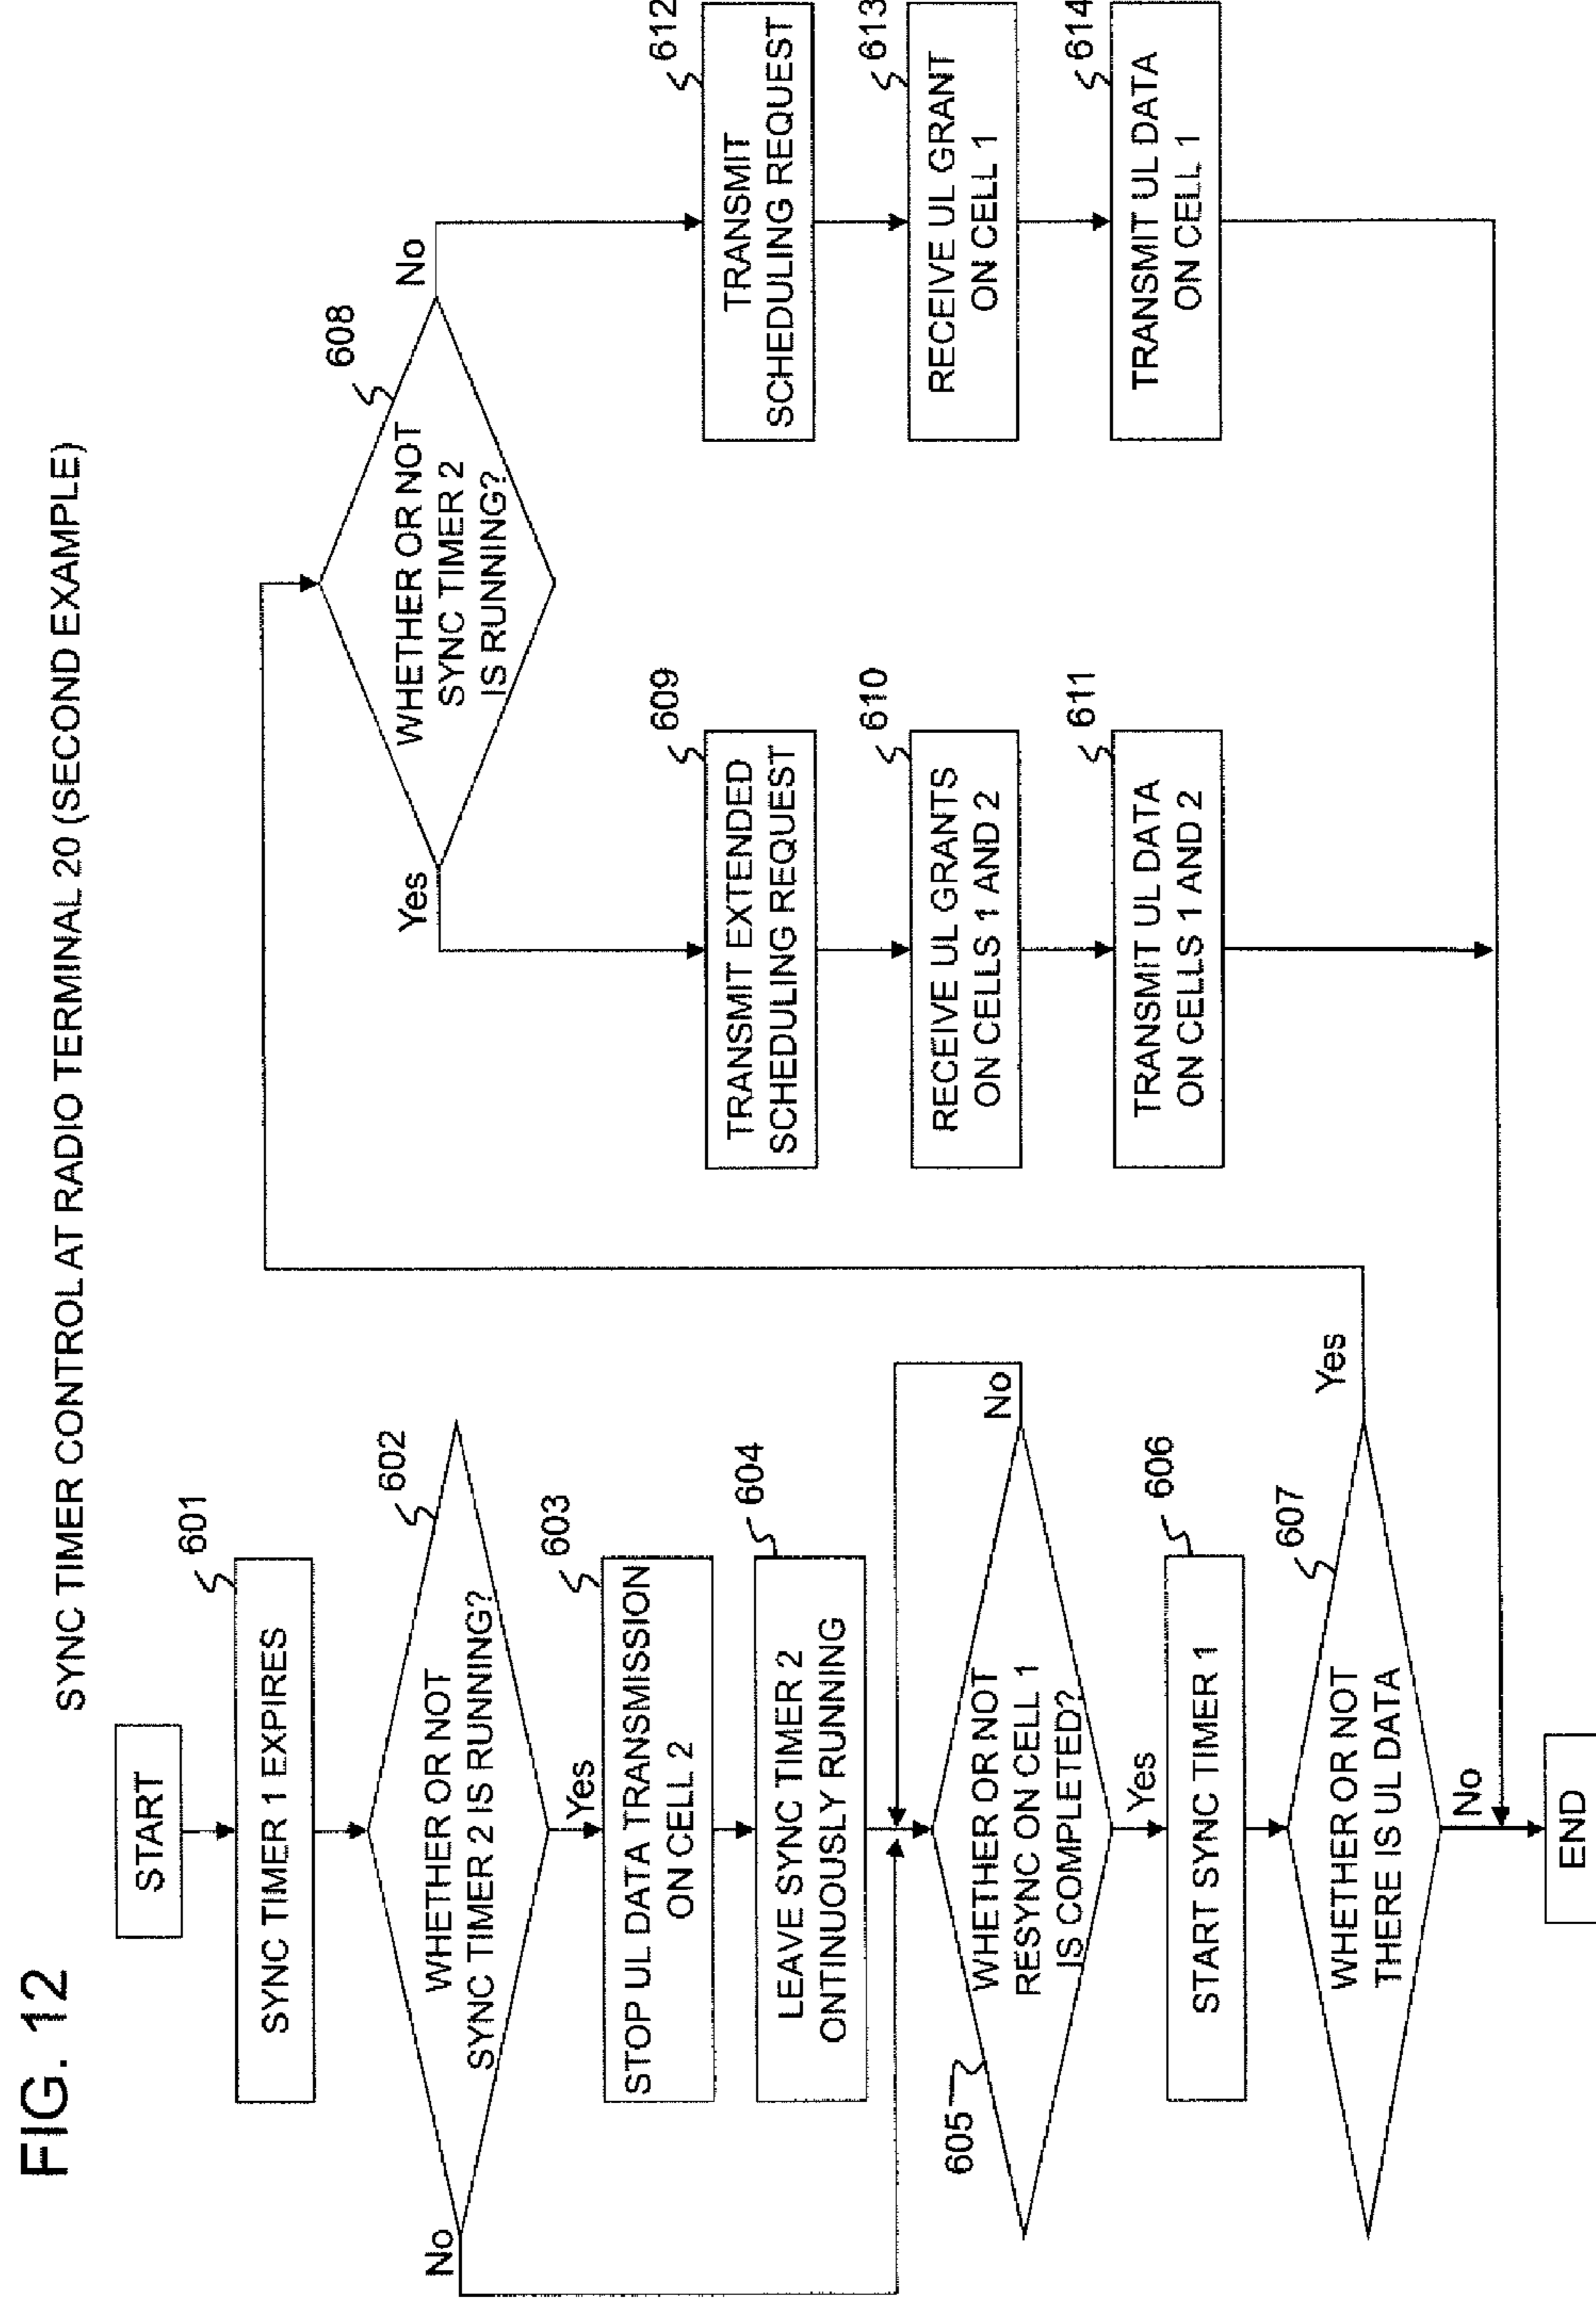 FIG. 12
SYNC TIMER CONTROL AT RADIO TERMINAL 20 (SECOND EXAMPLE)
START
601
SYNC TIMER 1 EXPIRES
602
WHETHER OR NOT
SYNC TIMER 2 IS RUNNING?
No
Yes
603
STOP UL DATA TRANSMISSION
ON CELL 2
604
LEAVE SYNC TIMER 2
ONTINUOUSLY RUNNING
605
WHETHER OR NOT
RESYNC ON CELL 1
IS COMPLETED?
No
Yes
606
START SYNC TIMER 1
607
WHETHER OR NOT
THERE IS UL DATA
Yes
No
END
608
WHETHER OR NOT
SYNC TIMER 2
IS RUNNING?
Yes
No
609
TRANSMIT EXTENDED
SCHEDULING REQUEST
610
RECEIVE UL GRANTS
ON CELLS 1 AND 2
611
TRANSMIT UL DATA
ON CELLS 1 AND 2
612
TRANSMIT
SCHEDULING REQUEST
613
RECEIVE UL GRANT
ON CELL 1
614
TRANSMIT UL DATA
ON CELL 1